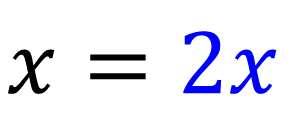 x = 2x